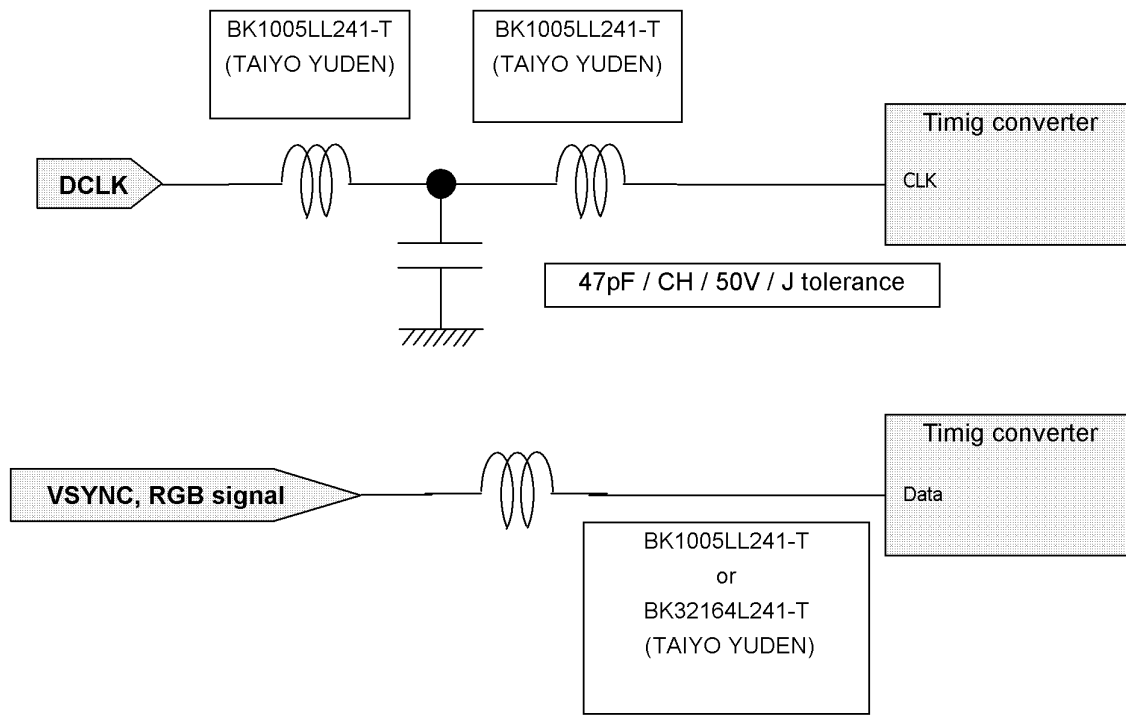 BK1005LL241-T
(TAIYO YUDEN)
BK1005LL241-T
(TAIYO YUDEN)
Timig converter
DCLK
CLK
47pF / CH / 50V / J tolerance
Timig converter
VSYNC, RGB signal
Data
BK1005LL241-T
or
BK32164L241-T
(TAIYO YUDEN)